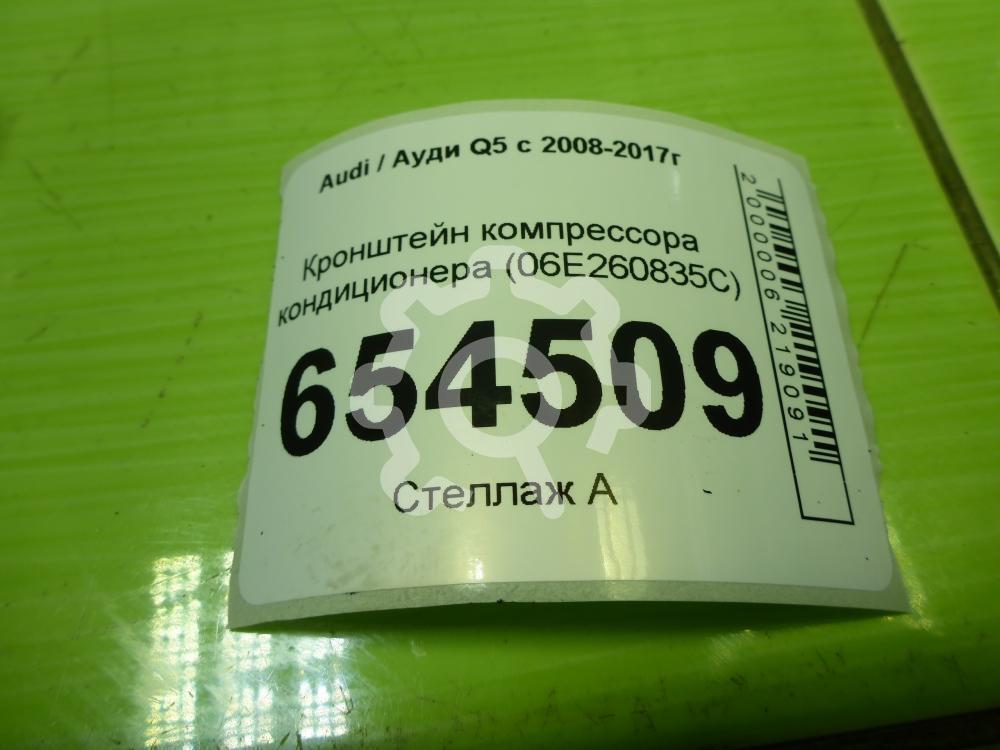 Audi / Ауди Q5 с 2008-2017г
Кронштейн компрессора
кондиционера (06E260835C)
654509
Стеллаж А
2000006219091